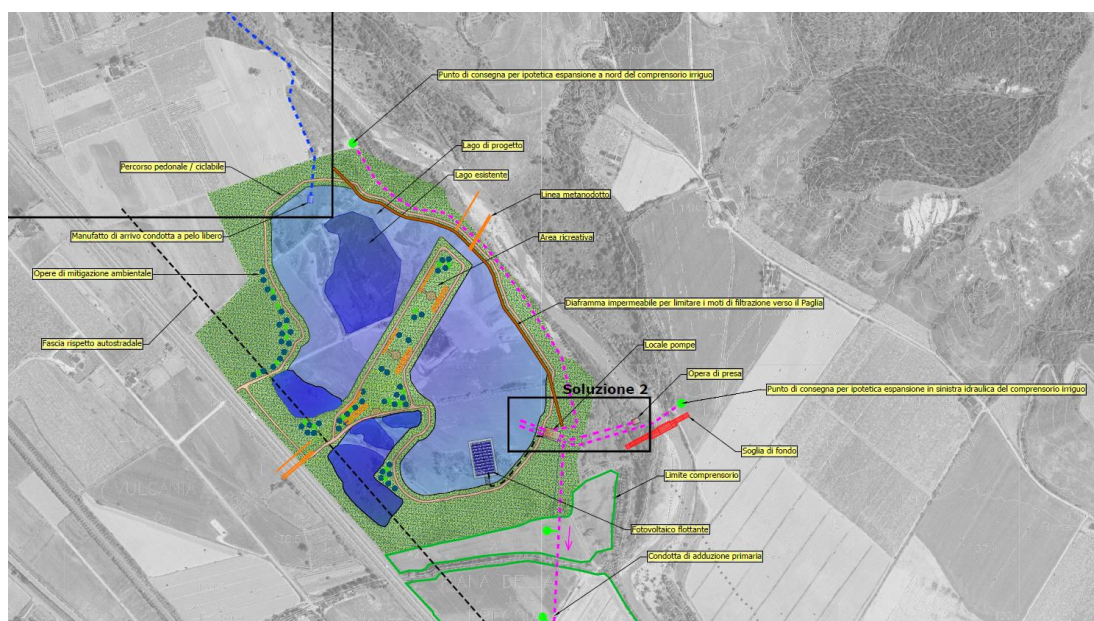 Punto di consegna per ipotetica espansione a nord del comprensorio irriguo
Lago di progetto
Percorso pedonale / ciclabile
Lago esistente
Linea metanodotto
Manufatto di arrivo condotta a pelo libero
Area ricreativa
Opere di mitigazione ambientale
Diaframma impermeabile per limitare i moti di filtrazione verso il Paglia
Fascia rispetto autostradale
Locale pompe
Opera di presa
Soluzione 2
Punto di consegna per ipotetica espansione in sinistra idraulica del comprensorio irriguo
Soglia di fondo
Limite comprensorio
Fotovoltaico flottante
Condotta di adduzione primaria